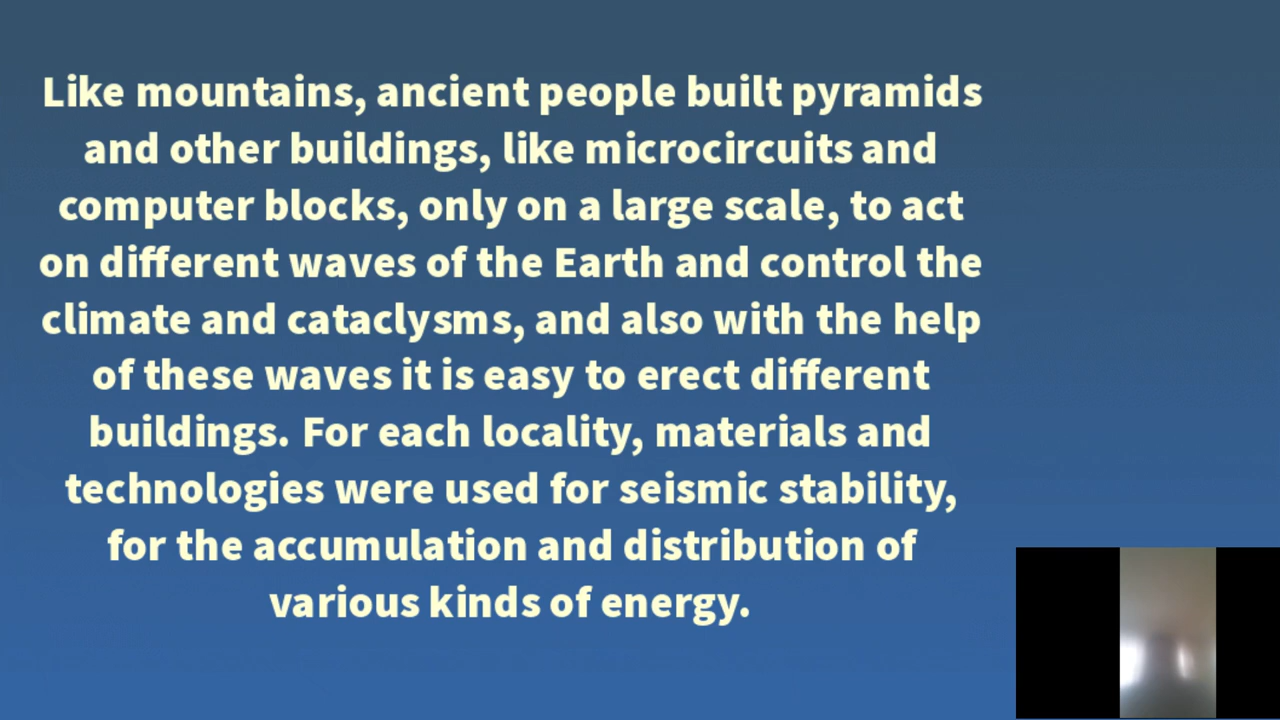 Like mountains, ancient people built pyramids
and other buildings, like microcircuits and
computer blocks, only on a large scale, to act
on different waves of the Earth and control the
climate and cataclysms, and also with the help
of these waves it is easy to erect different
buildings. For each locality, materials and
technologies were used for seismic stability,
for the accumulation and distribution of
various kinds of energy.